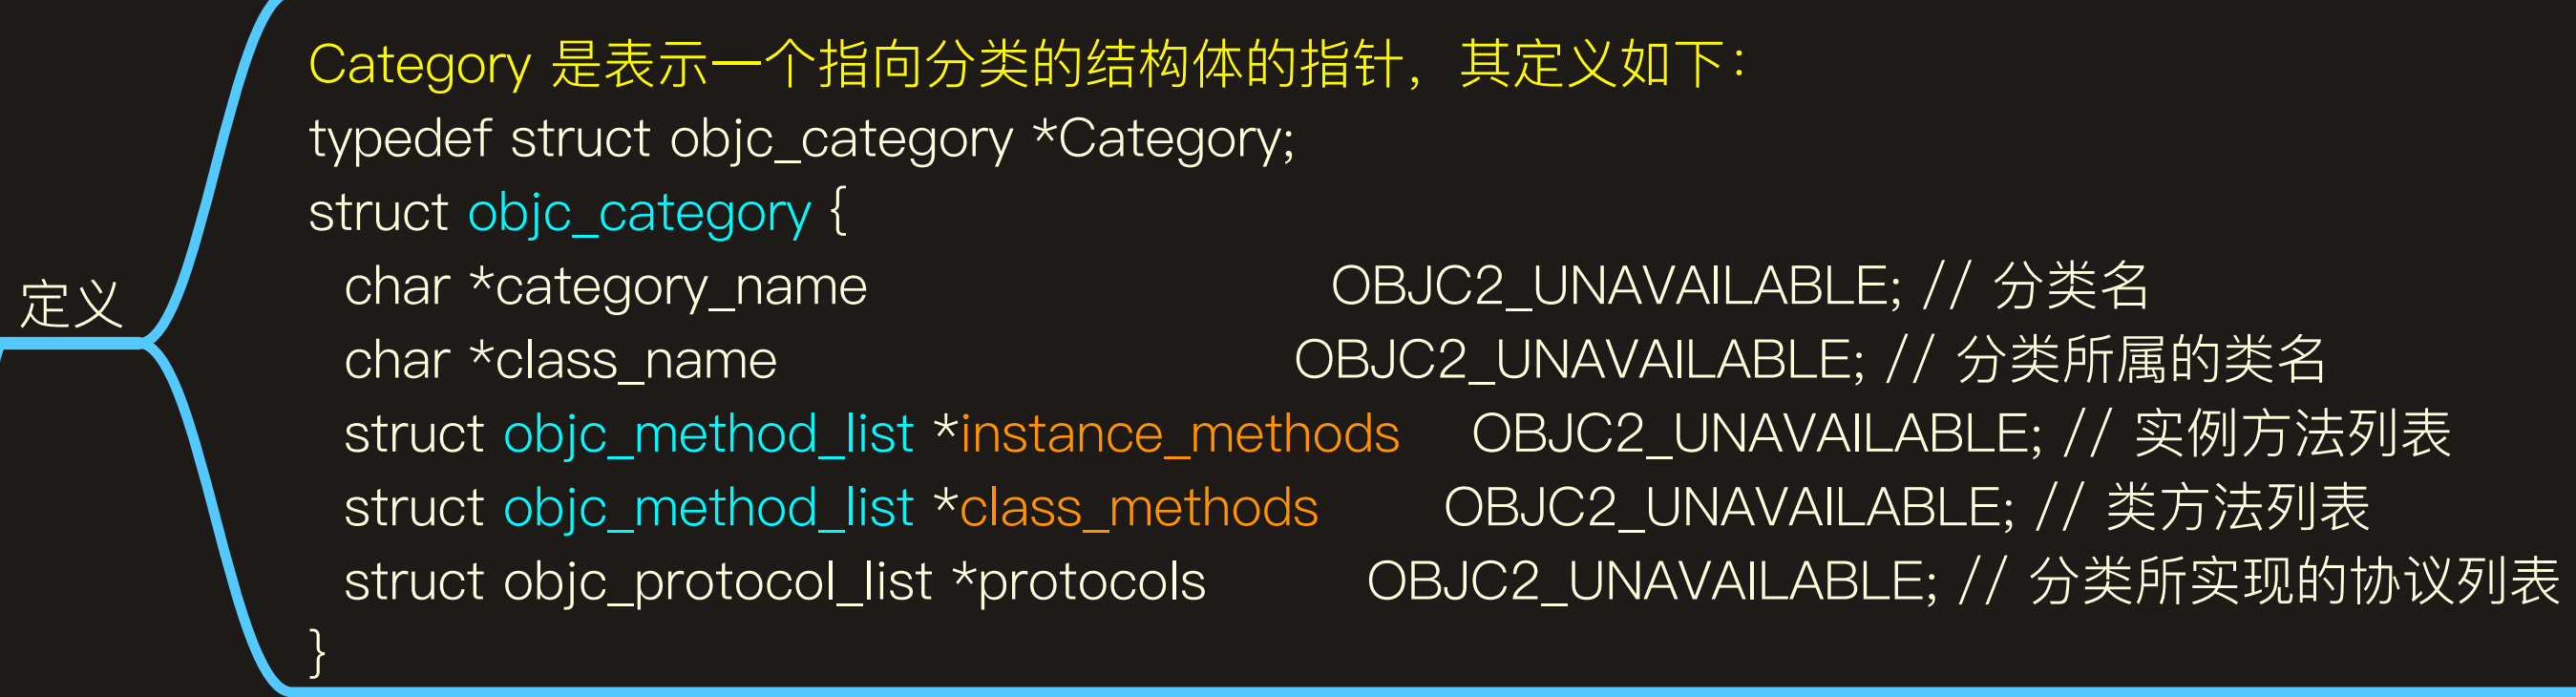 定义
Category 是表示一个指向分类的结构体的指针，其定义如下：
typedef struct objc_category *Category;
struct objc_category {
char *category_name OBJC2_UNAVAILABLE; // 分类名
char *class_name OBJC2_UNAVAILABLE; // 分类所属的类名
struct objc_method_list *instance_methods OBJC2_UNAVAILABLE; // 实例方法列表
struct objc_method_list *class_methods OBJC2_UNAVAILABLE; // 类方法列表
struct objc_protocol_list *protocols OBJC2_UNAVAILABLE; // 分类所实现的协议列表
}